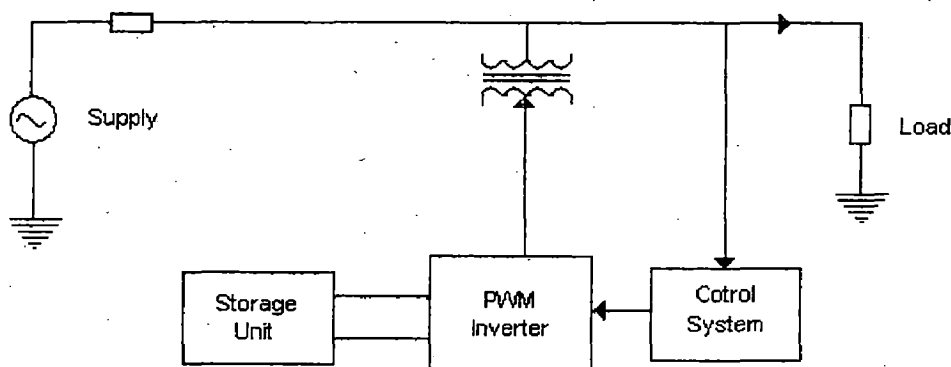 Supply
Load
Storage
Unit
PWM
Inverter
Cotrol
System